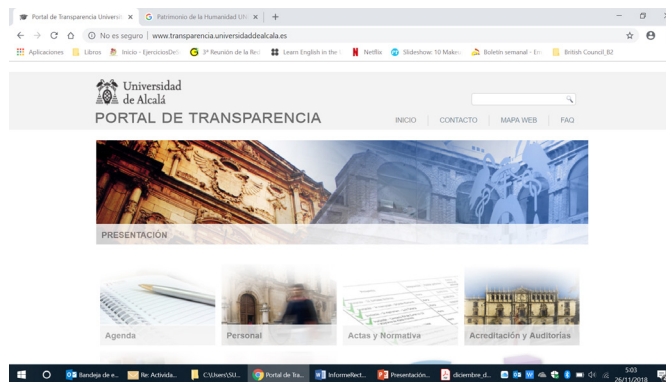 Portal de Transparencia Universid
Patrimonio de la Humanidad UN
No es seguro | www.transparencia.universidaddealcala.es
Aplicaciones Libros Inicio - EjerciciosDe 3ª Reunión de la Red Learn English in the Netflix Slideshow: 10 Makeu Boletín semanal - En British Council_B2
Universidad
de Alcalá
PORTAL DE TRANSPARENCIA
INICIO CONTACTO MAPA WEB FAQ
PRESENTACIÓN
Agenda Personal Actas y Normativa Acreditación y Auditorías
Bandeja de e... Re: Activida... C:\Users\SU... Portal de Tra... InformeRect... Presentación... diciembre_d...
5:03
26/11/2018